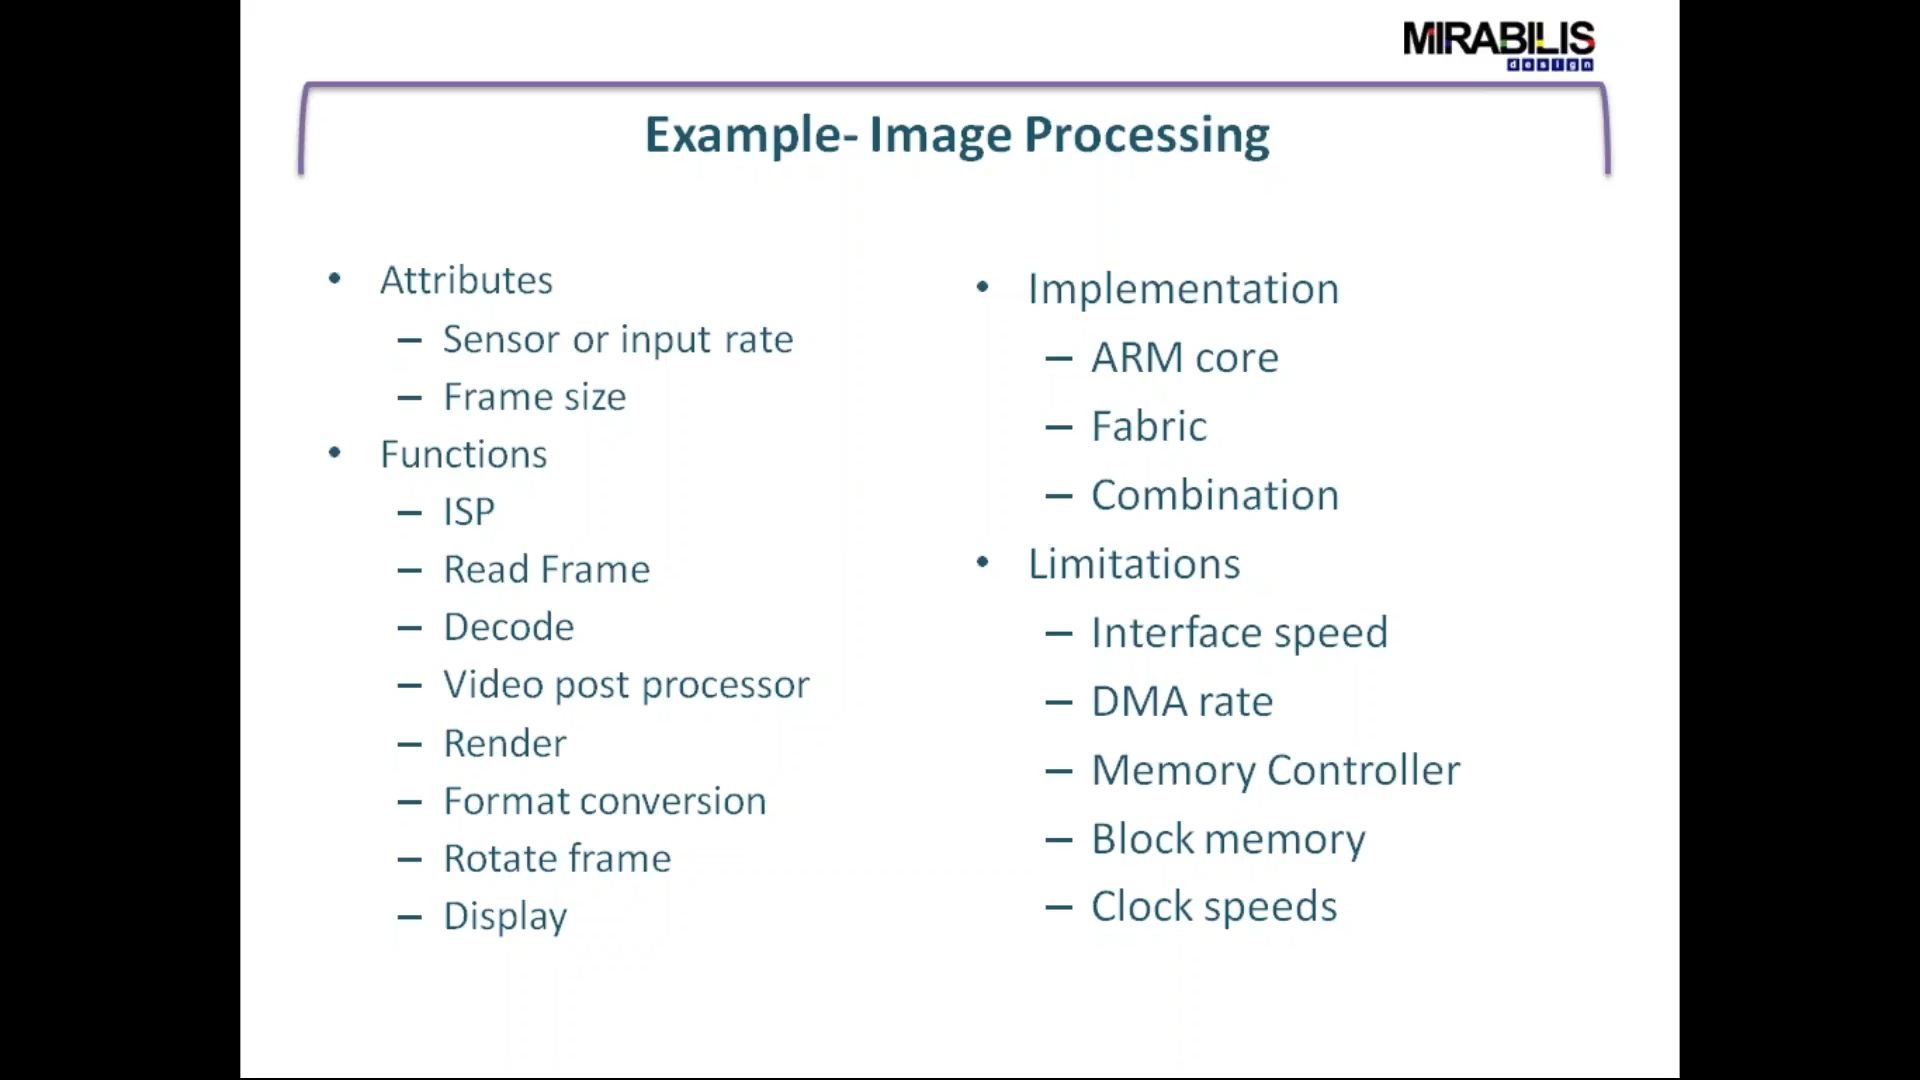 MIRABILIS
design
Example- Image Processing
• Attributes
– Sensor or input rate
– Frame size
• Functions
– ISP
– Read Frame
– Decode
– Video post processor
– Render
– Format conversion
– Rotate frame
– Display
• Implementation
– ARM core
– Fabric
– Combination
• Limitations
– Interface speed
– DMA rate
– Memory Controller
– Block memory
– Clock speeds